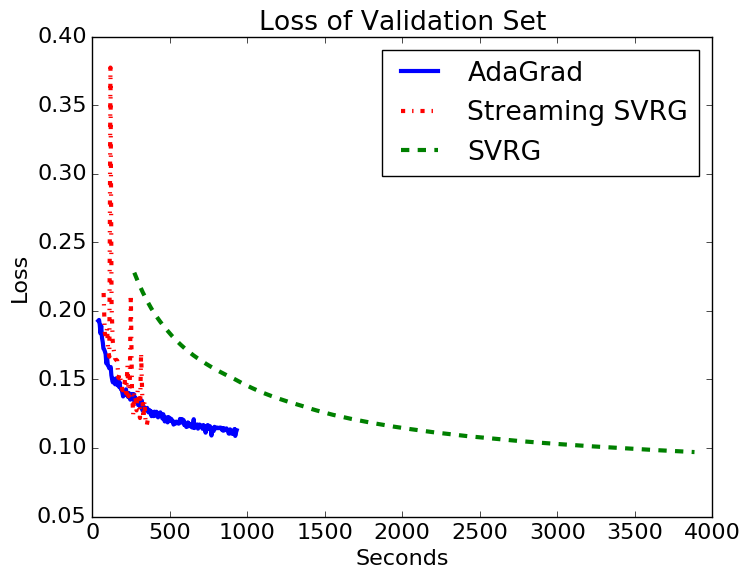 Loss of Validation Set
0.40
0.35
0.30
0.25
0.20
0.15
0.10
0.05
Loss
AdaGrad
Streaming SVRG
SVRG
0 500 1000 1500 2000 2500 3000 3500 4000
Seconds